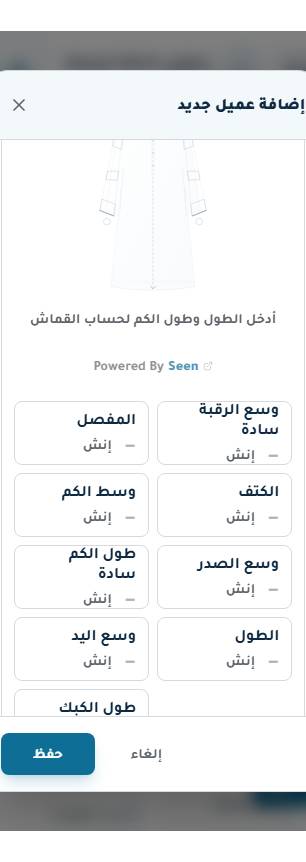 إضافة عميل جديد
أدخل الطول وطول الكم لحساب القماش
Powered By Seen
وسع الرقبة
سادة
— إنش
المفصل
— إنش
الكتف
— إنش
وسط الكم
— إنش
وسع الصدر
— إنش
طول الكم
سادة
— إنش
الطول
— إنش
وسع اليد
— إنش
طول الكبك
إلغاء
حفظ